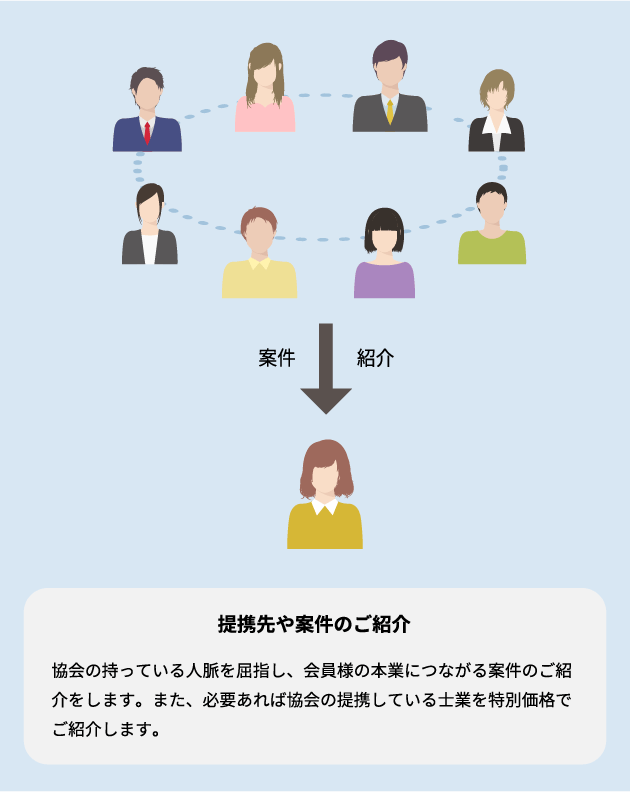 案件 紹介
提携先や案件のご紹介
協会の持っている人脈を屈指し、会員様の本業につながる案件のご紹
介をします。また、必要あれば協会の提携している士業を特別価格で
ご紹介します。